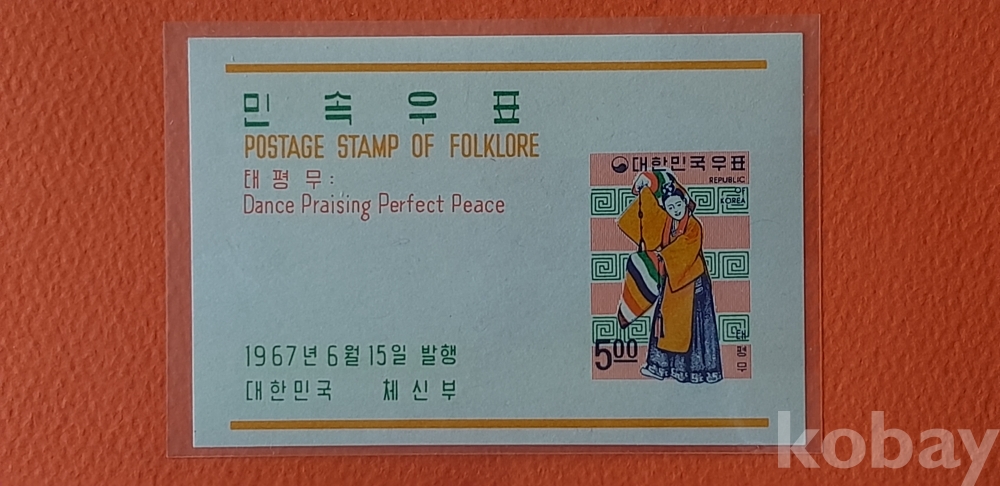 민속우표
POSTAGE STAMP OF FOLKLORE
태평무:
Dance Praising Perfect Peace
1967년 6월 15일 발행
대한민국 체신부
대한민국우표
REPUBLIC
OF
KOREA
5.00
태평무
kobay